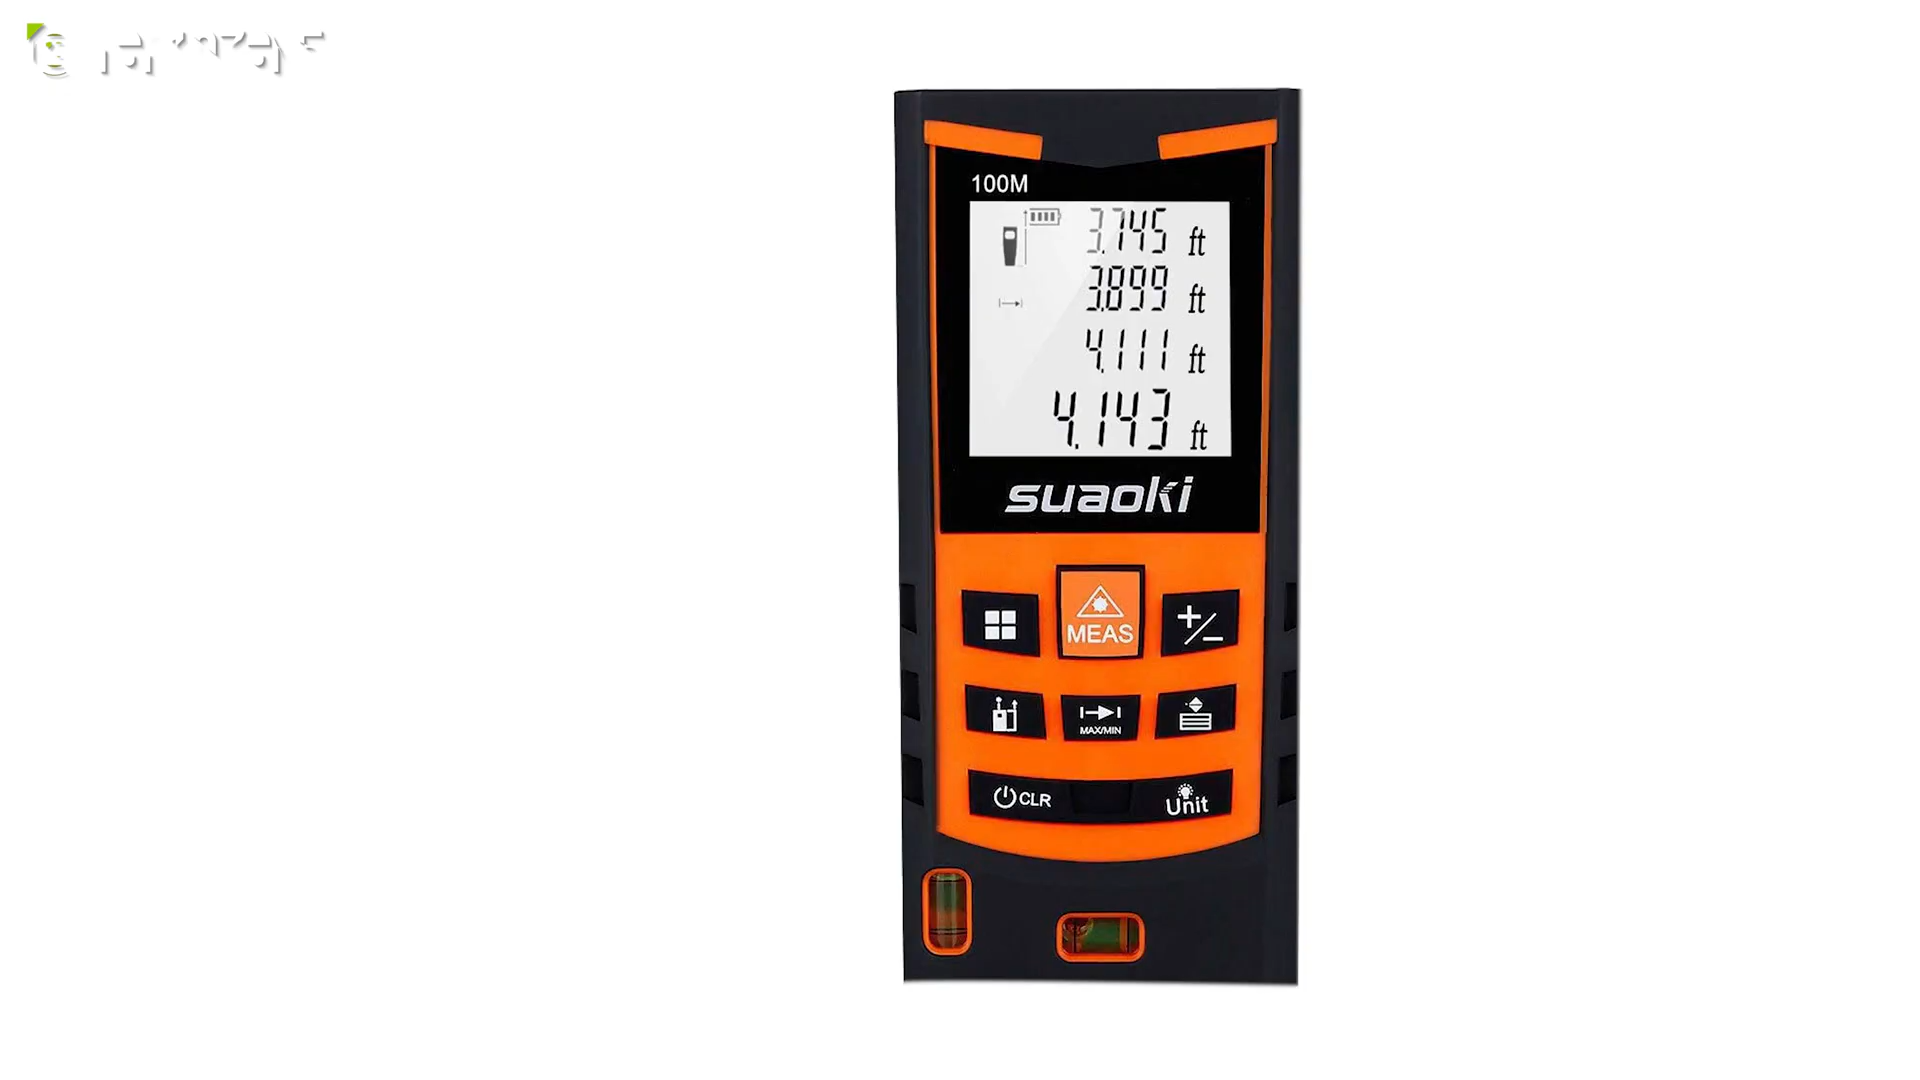 100M
3.745 ft
3.899 ft
4.111 ft
4.143 ft
suaoki
MEAS
+/-
MAX/MIN
CLR
Unit